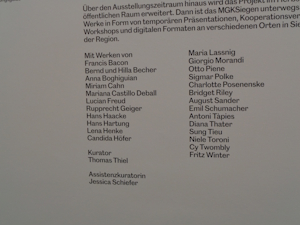 Über den Ausstellungszeitraum hinaus wird das Projekt im
öffentlichen Raum erweitert. Dann ist das MGKSiegen unterwegs
Werke in Form von temporären Präsentationen, Kooperationsver
Workshops und digitalen Formaten an verschiedenen Orten in Si
der Region.
Mit Werken von
Francis Bacon
Bernd und Hilla Becher
Anna Boghiguian
Miriam Cahn
Mariana Castillo Deball
Lucian Freud
Rupprecht Geiger
Hans Haacke
Hans Hartung
Lena Henke
Candida Höfer
Maria Lassnig
Giorgio Morandi
Otto Piene
Sigmar Polke
Charlotte Posenenske
Bridget Riley
August Sander
Emil Schumacher
Antoni Tàpies
Diana Thater
Sung Tieu
Niele Toroni
Cy Twombly
Fritz Winter
Kurator
Thomas Thiel
Assistenzkuratorin
Jessica Schiefer